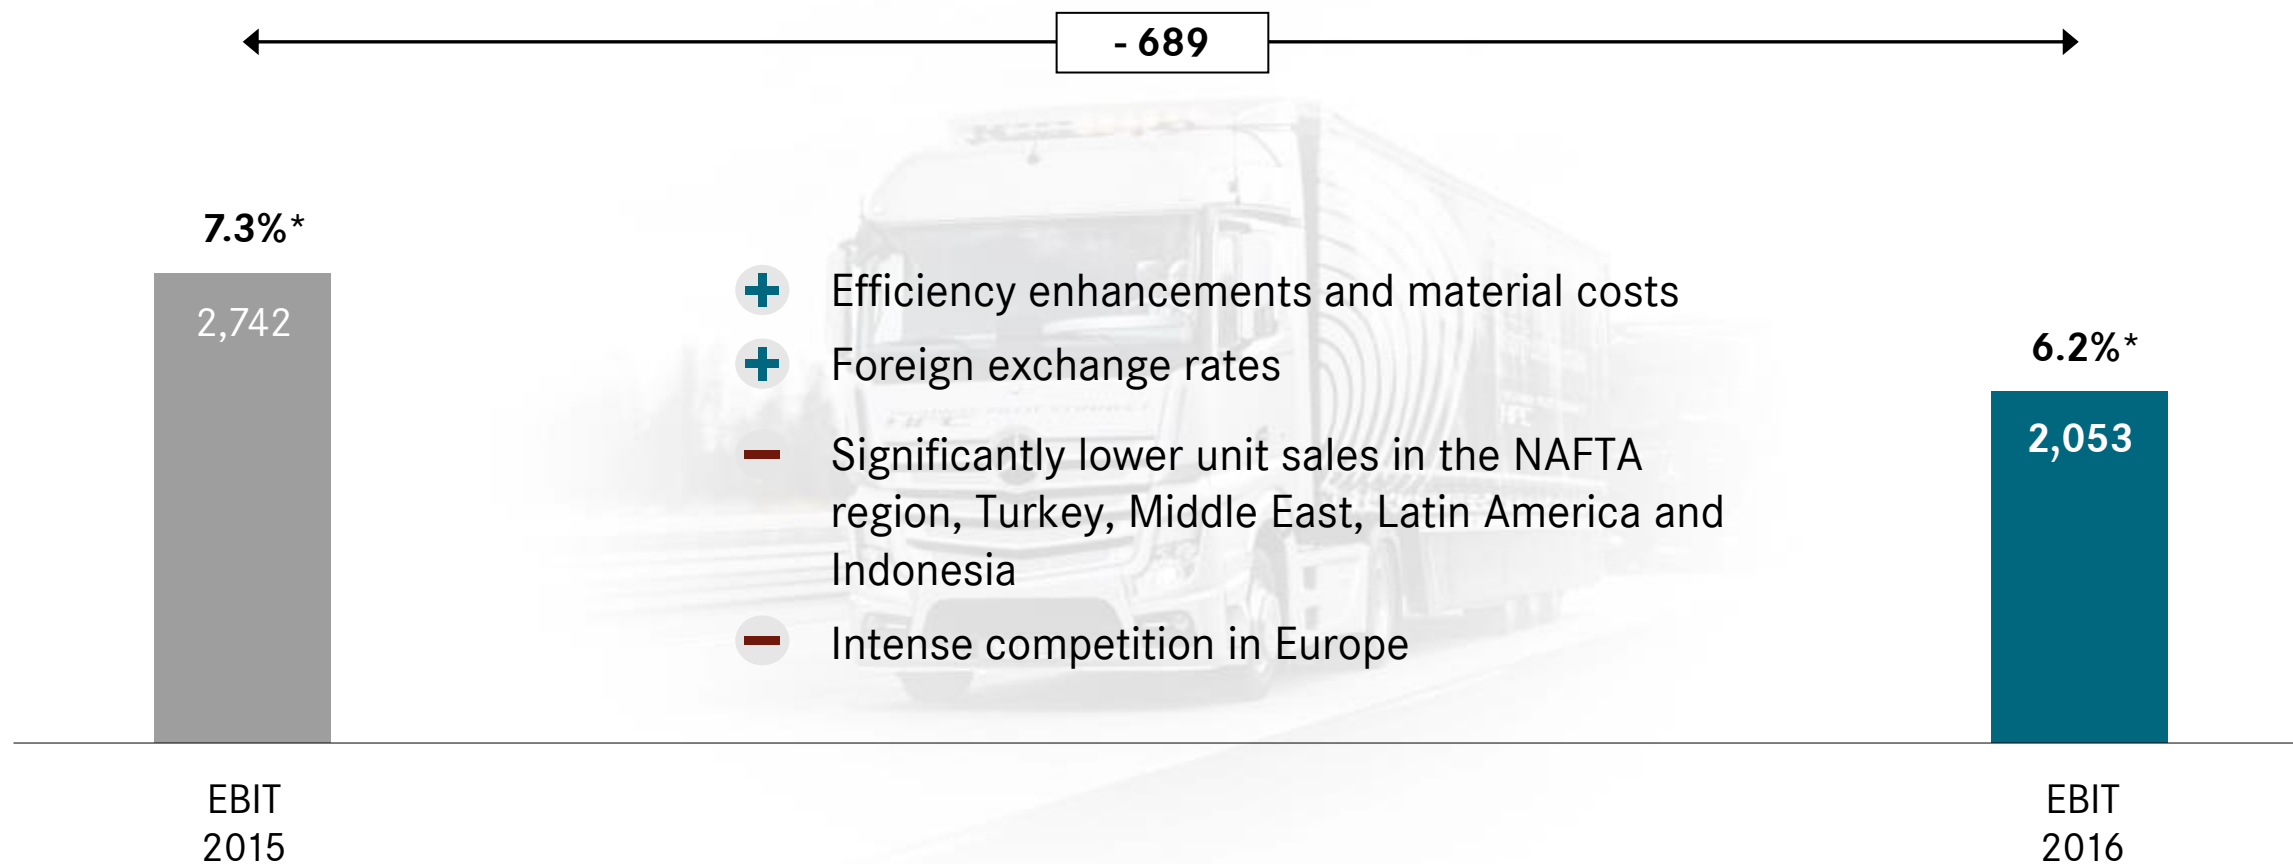 - 689
7.3%*
2,742
Efficiency enhancements and material costs
Foreign exchange rates
Significantly lower unit sales in the NAFTA
region, Turkey, Middle East, Latin America and
Indonesia
Intense competition in Europe
6.2%*
2,053
EBIT
2015
EBIT
2016